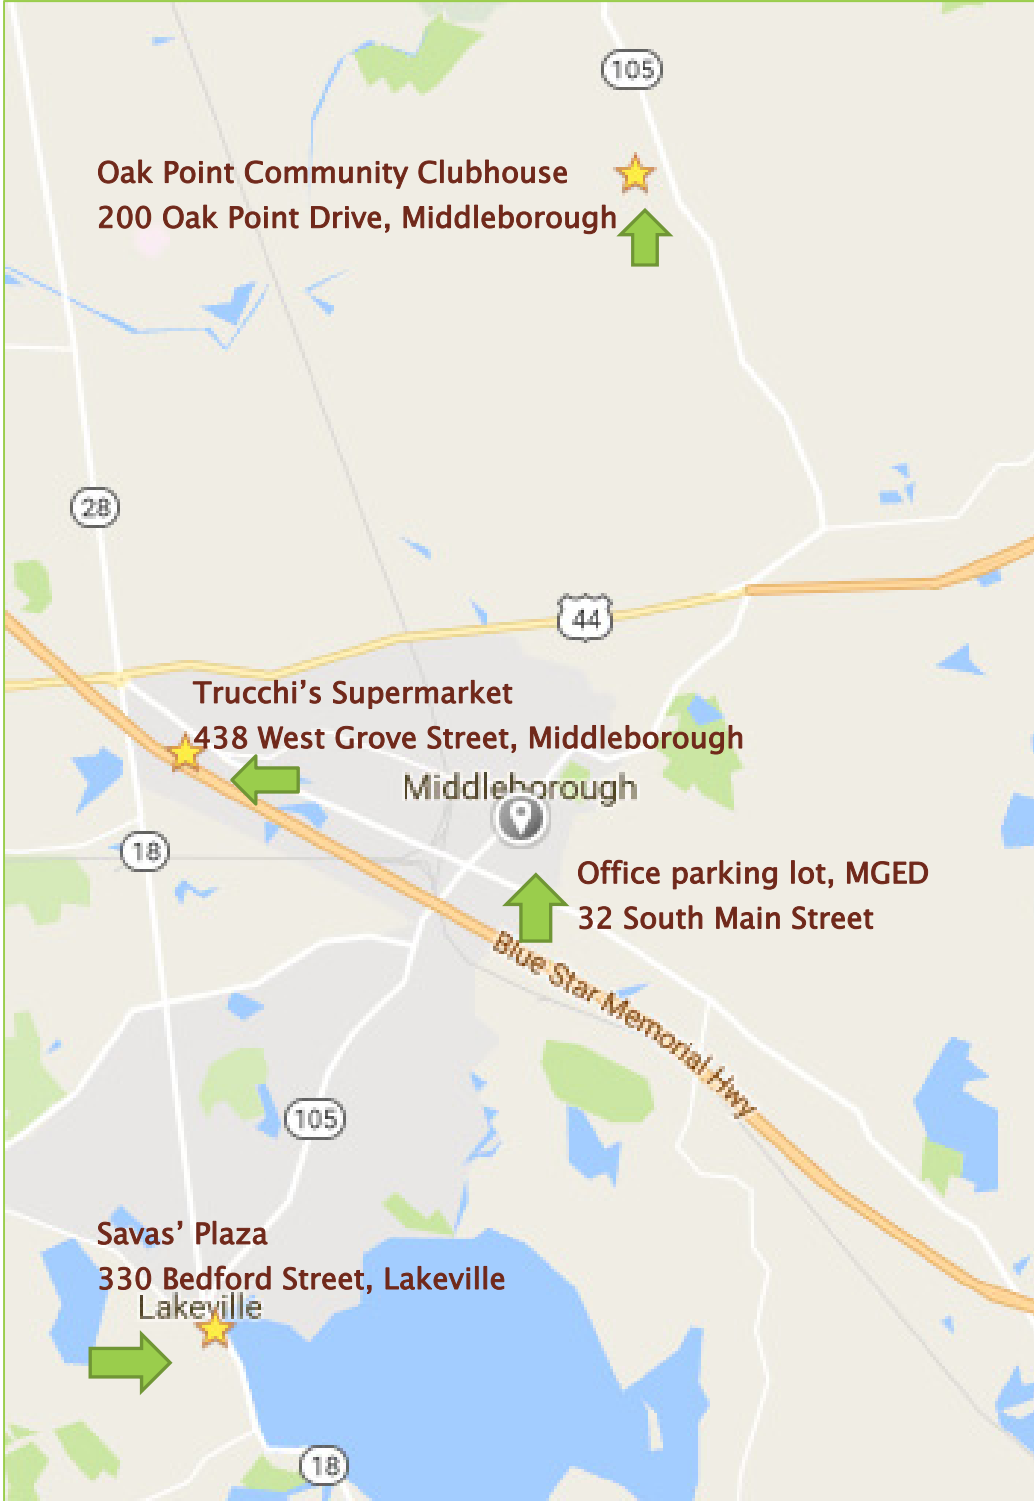 105
Oak Point Community Clubhouse
200 Oak Point Drive, Middleborough
28
44
Trucchi’s Supermarket
438 West Grove Street, Middleborough
Middleborough
18
Office parking lot, MGED
32 South Main Street
Blue Star Memorial Hwy
105
Savas’ Plaza
330 Bedford Street, Lakeville
Lakeville
18